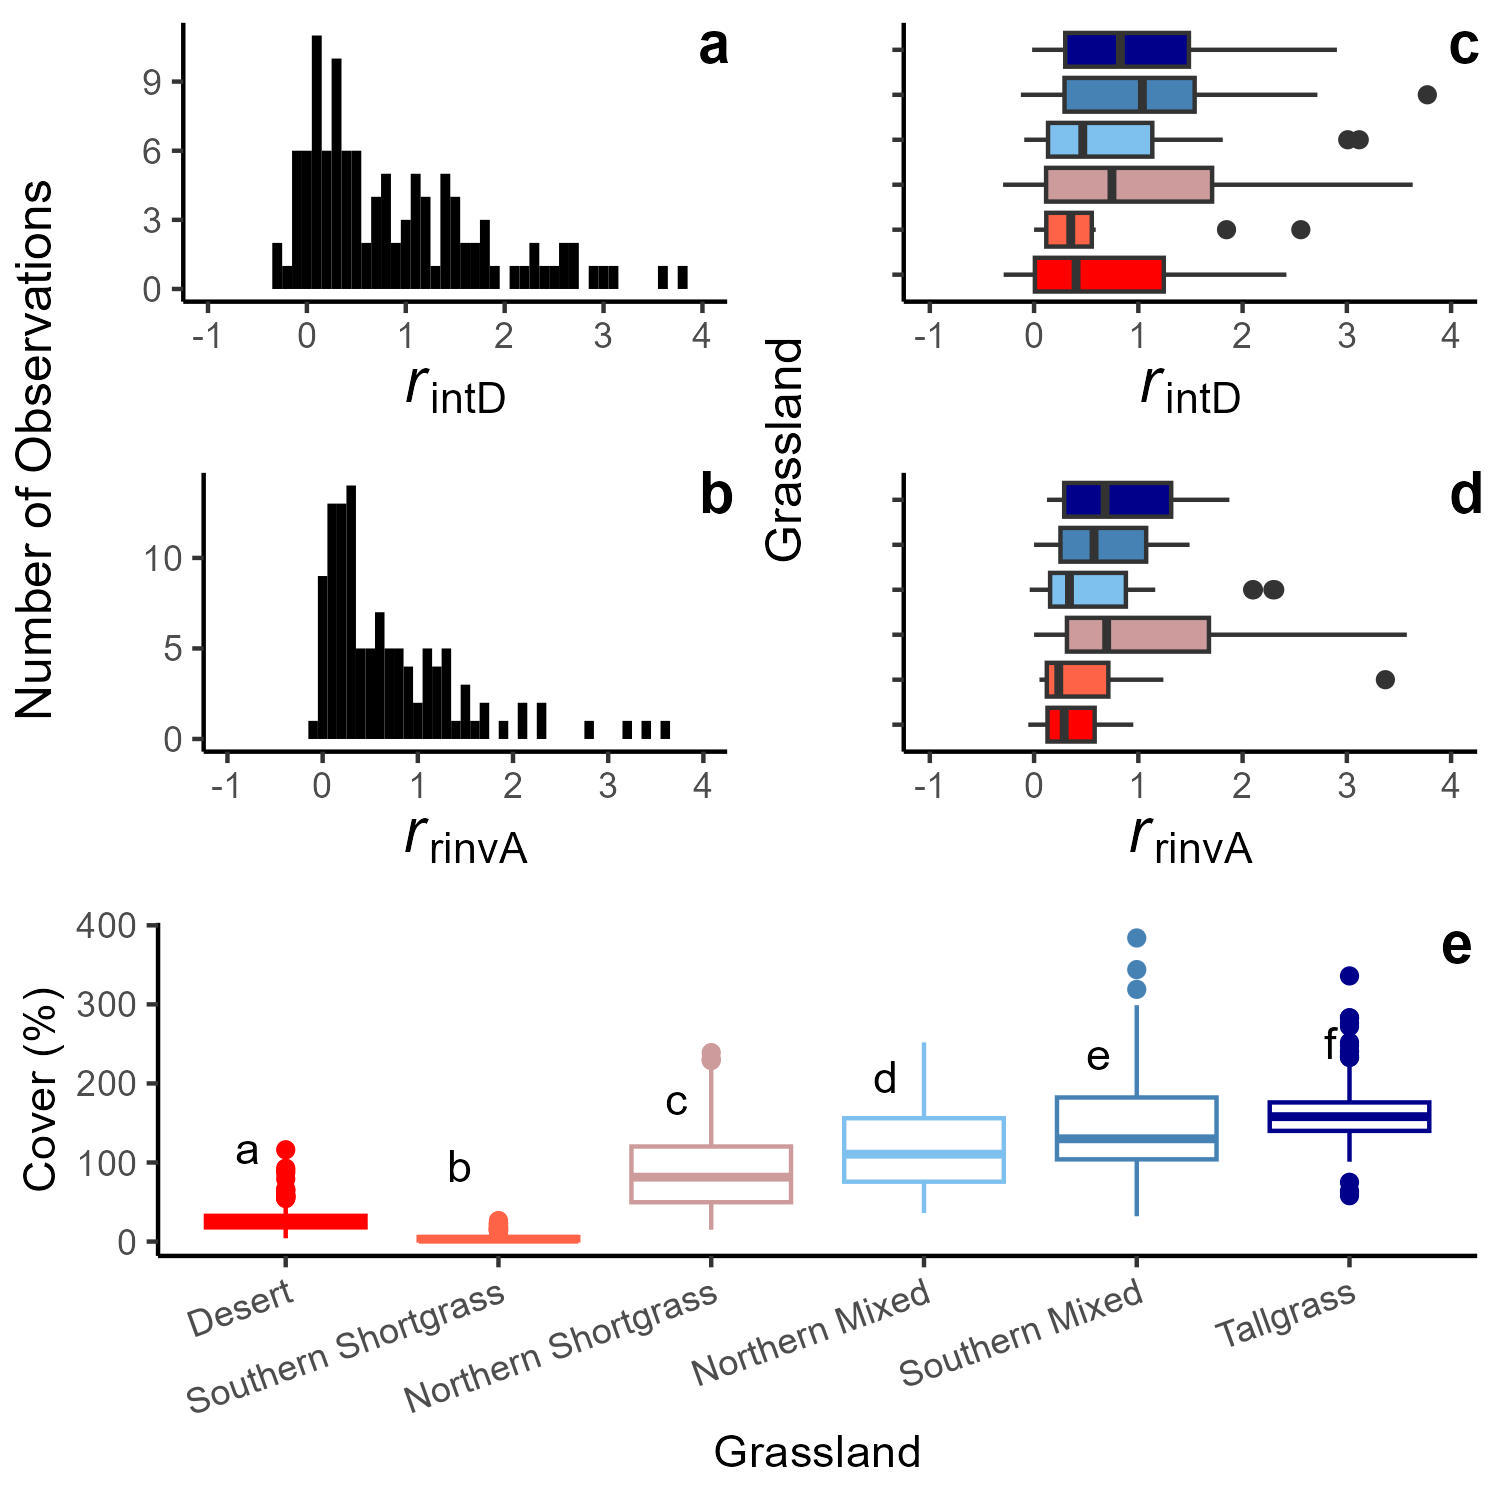 Number of Observations
a
9
6
3
0
-1 0 1 2 3 4
r intD
b
10
5
0
-1 0 1 2 3 4
r rinvA
Grassland
c
-1 0 1 2 3 4
r intD
d
-1 0 1 2 3 4
r rinvA
e
Cover (%)
400
300
200
100
0
a b c d e f
Desert
Southern Shortgrass
Northern Shortgrass
Northern Mixed
Southern Mixed
Tallgrass
Grassland